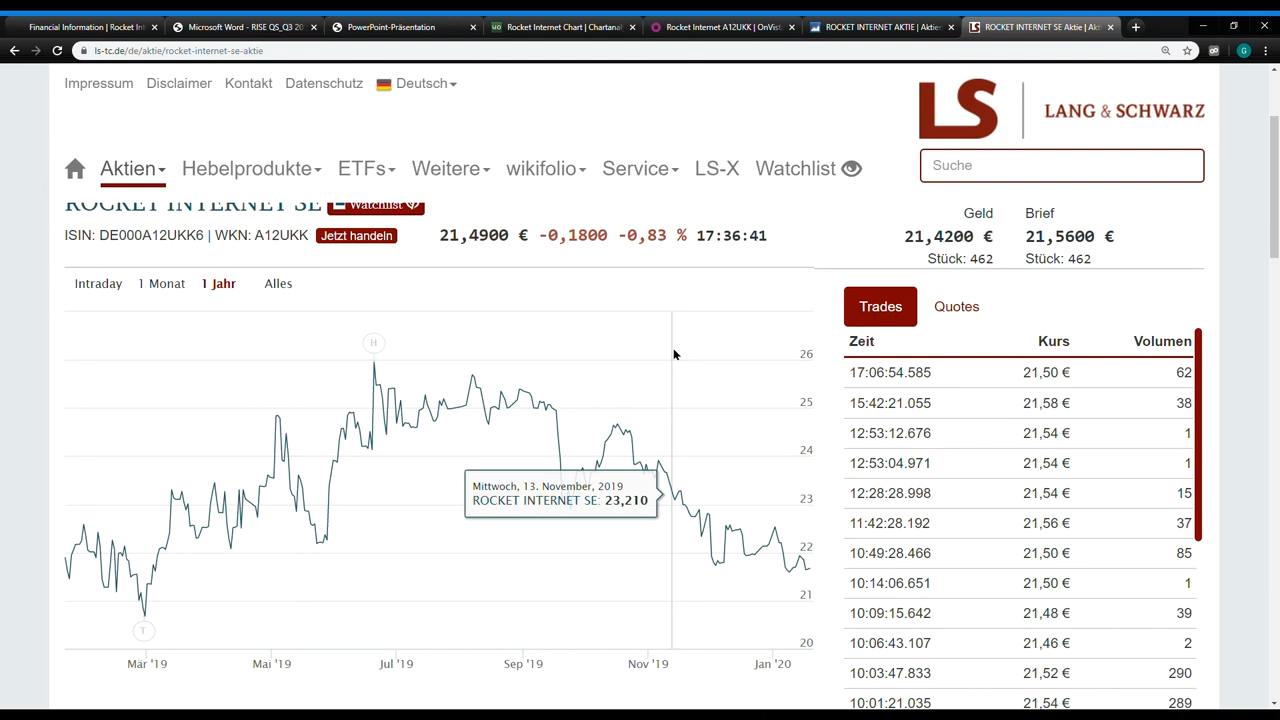 Financial Information | Rocket In
Microsoft Word - RISE QS_Q3 20
PowerPoint-Präsentation
Rocket Internet Chart | Chartanal
Rocket Internet A12UKK | OnVista
ROCKET INTERNET AKTIE | Aktien
ROCKET INTERNET SE Aktie | Akt
ls-tc.de/de/aktie/rocket-internet-se-aktie
G
Impressum Disclaimer Kontakt Datenschutz Deutsch
LS LANG & SCHWARZ
Aktien Hebelprodukte ETFs Weitere wikifolio Service LS-X Watchlist
Suche
ROCKET INTERNET SE Watchlist
ISIN: DE000A12UKK6 | WKN: A12UKK Jetzt handeln
21,4900 € -0,1800 -0,83 % 17:36:41
Geld Brief
21,4200 € 21,5600 €
Stück: 462 Stück: 462
Intraday 1 Monat 1 Jahr Alles
H
26
25
24
23
22
21
20
Mittwoch, 13. November, 2019
ROCKET INTERNET SE: 23,210
T
Mär '19 Mai '19 Jul '19 Sep '19 Nov '19 Jan '20
Trades Quotes
Zeit Kurs Volumen
17:06:54.585 21,50 € 62
15:42:21.055 21,58 € 38
12:53:12.676 21,54 € 1
12:53:04.971 21,54 € 1
12:28:28.998 21,54 € 15
11:42:28.192 21,56 € 37
10:49:28.466 21,50 € 85
10:14:06.651 21,50 € 1
10:09:15.642 21,48 € 39
10:06:43.107 21,46 € 2
10:03:47.833 21,52 € 290
10:01:21.035 21,54 € 289